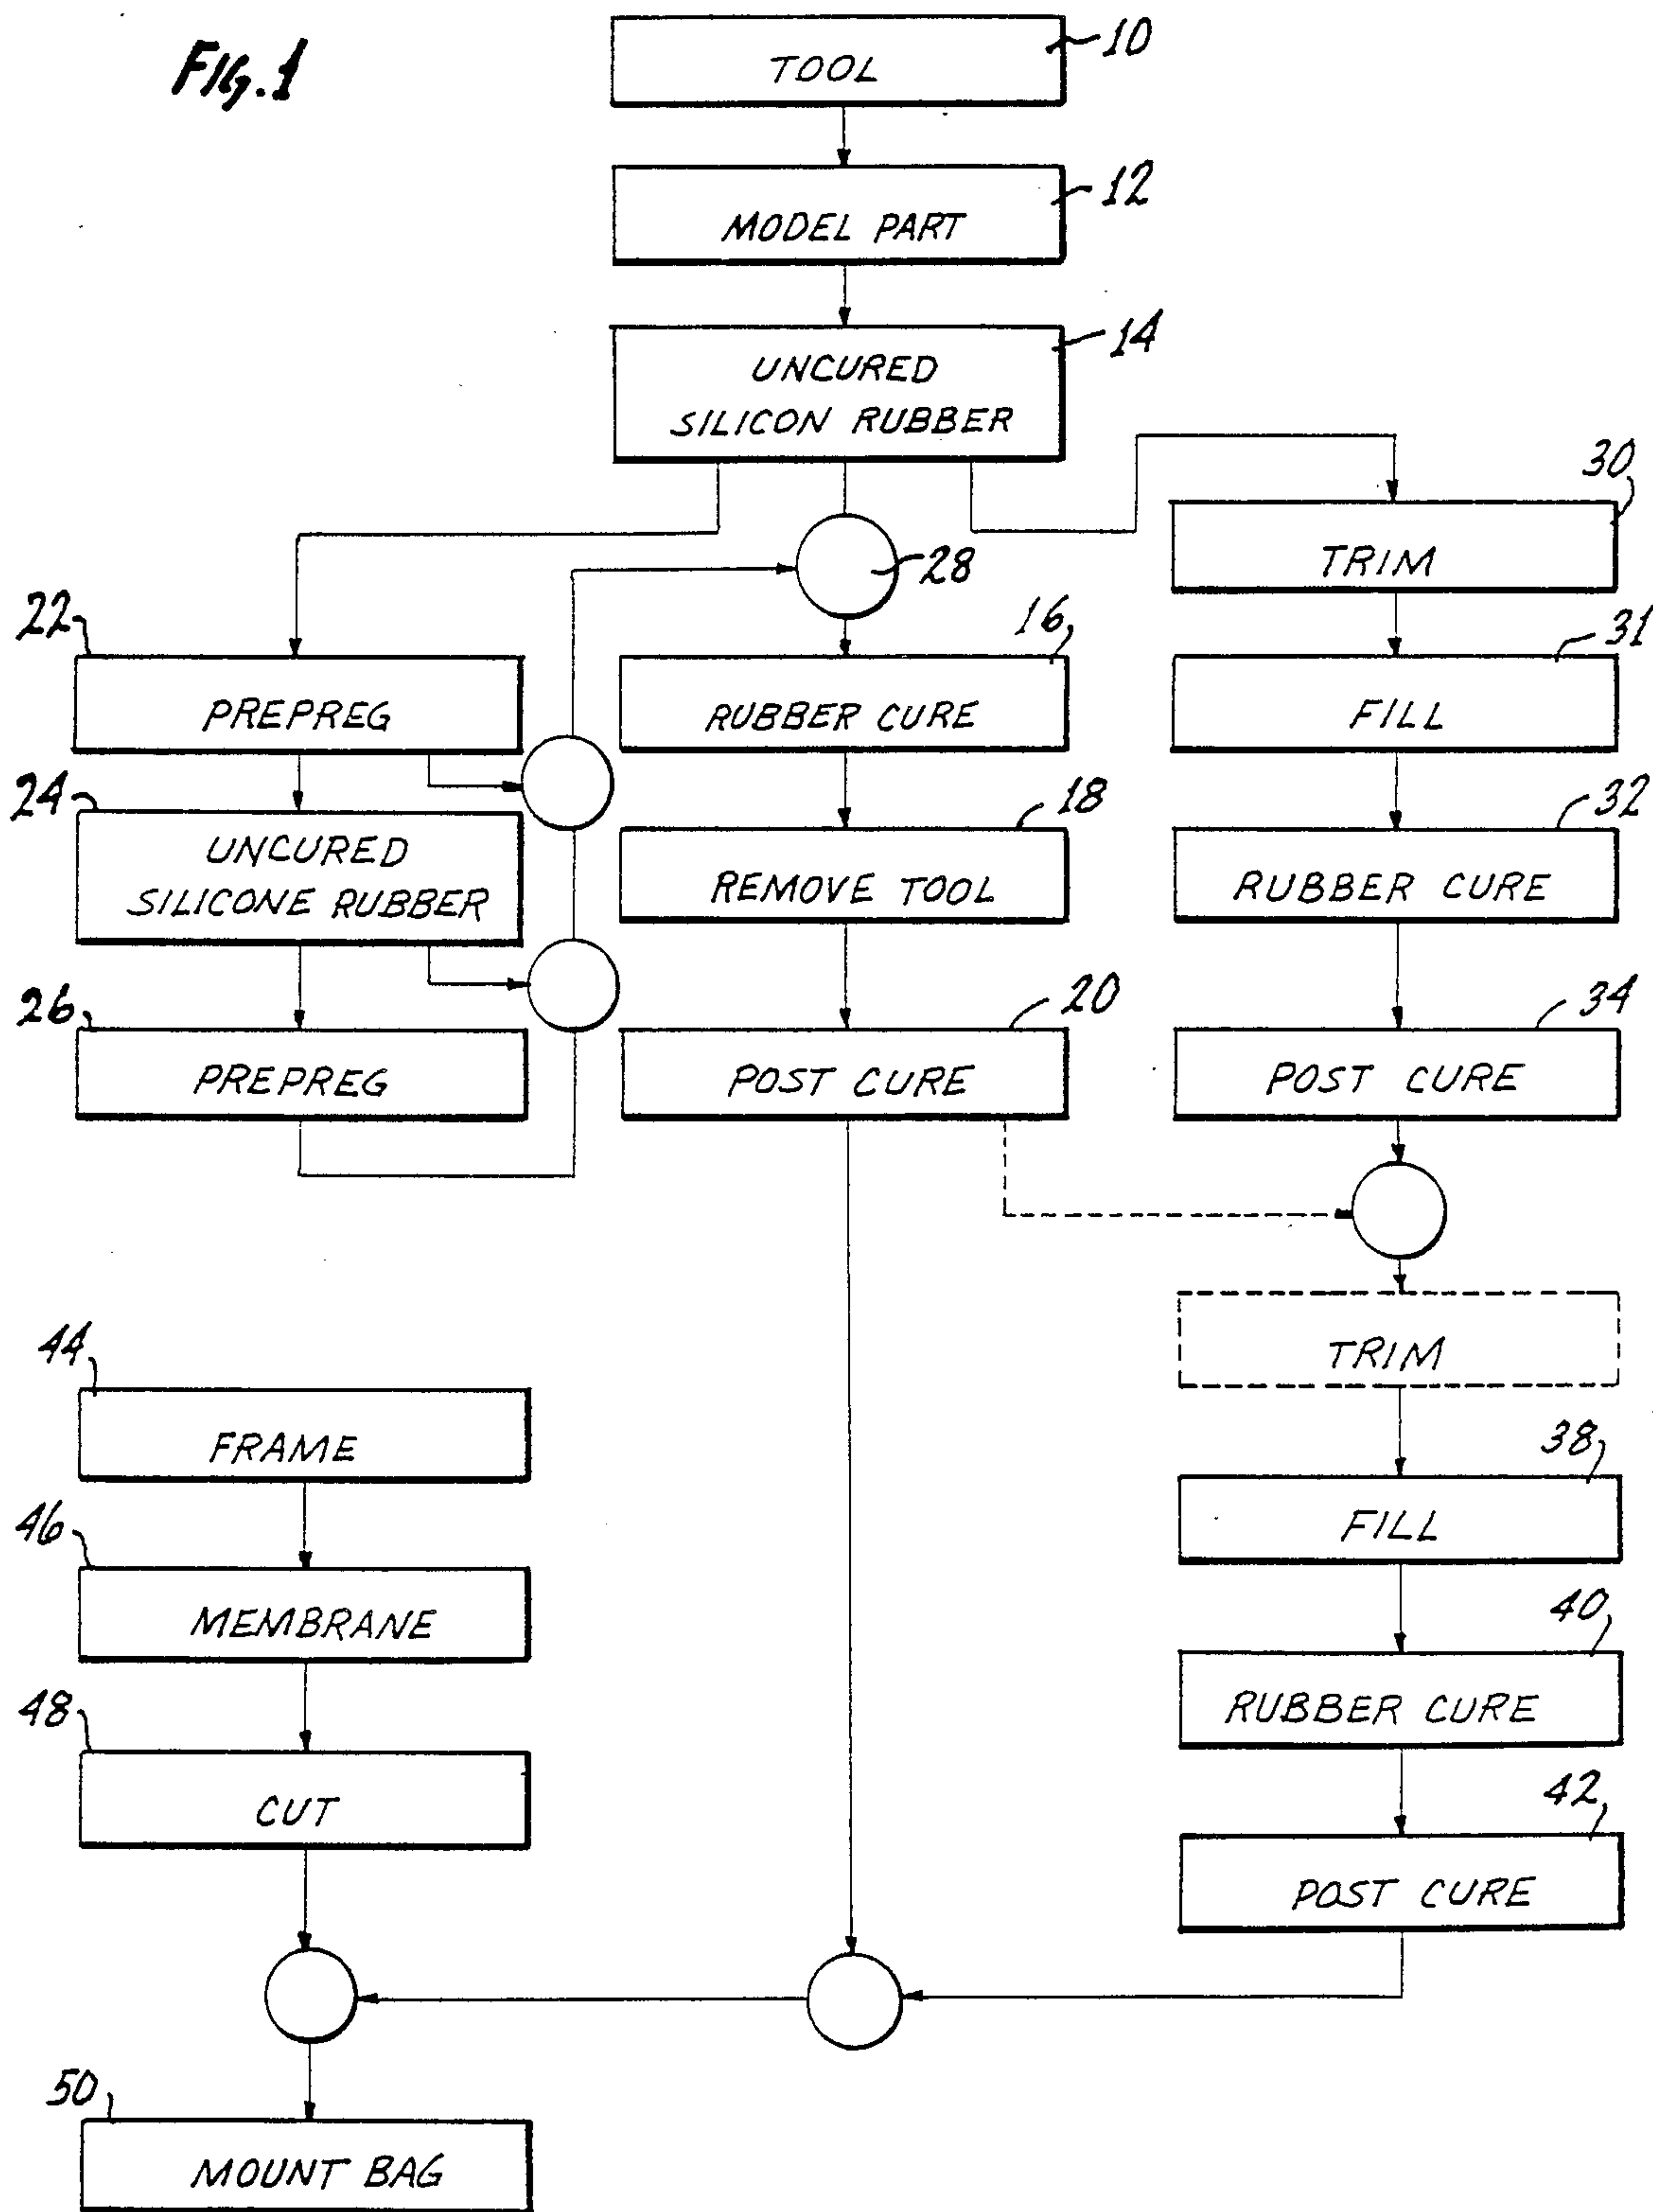 FIG. 1
10
TOOL
12
MODEL PART
14
UNCURED
SILICON RUBBER
28
22
PREPREG
24
UNCURED
SILICONE RUBBER
26
PREPREG
16
RUBBER CURE
18
REMOVE TOOL
20
POST CURE
30
TRIM
31
FILL
32
RUBBER CURE
34
POST CURE
TRIM
38
FILL
40
RUBBER CURE
42
POST CURE
44
FRAME
46
MEMBRANE
48
CUT
50
MOUNT BAG